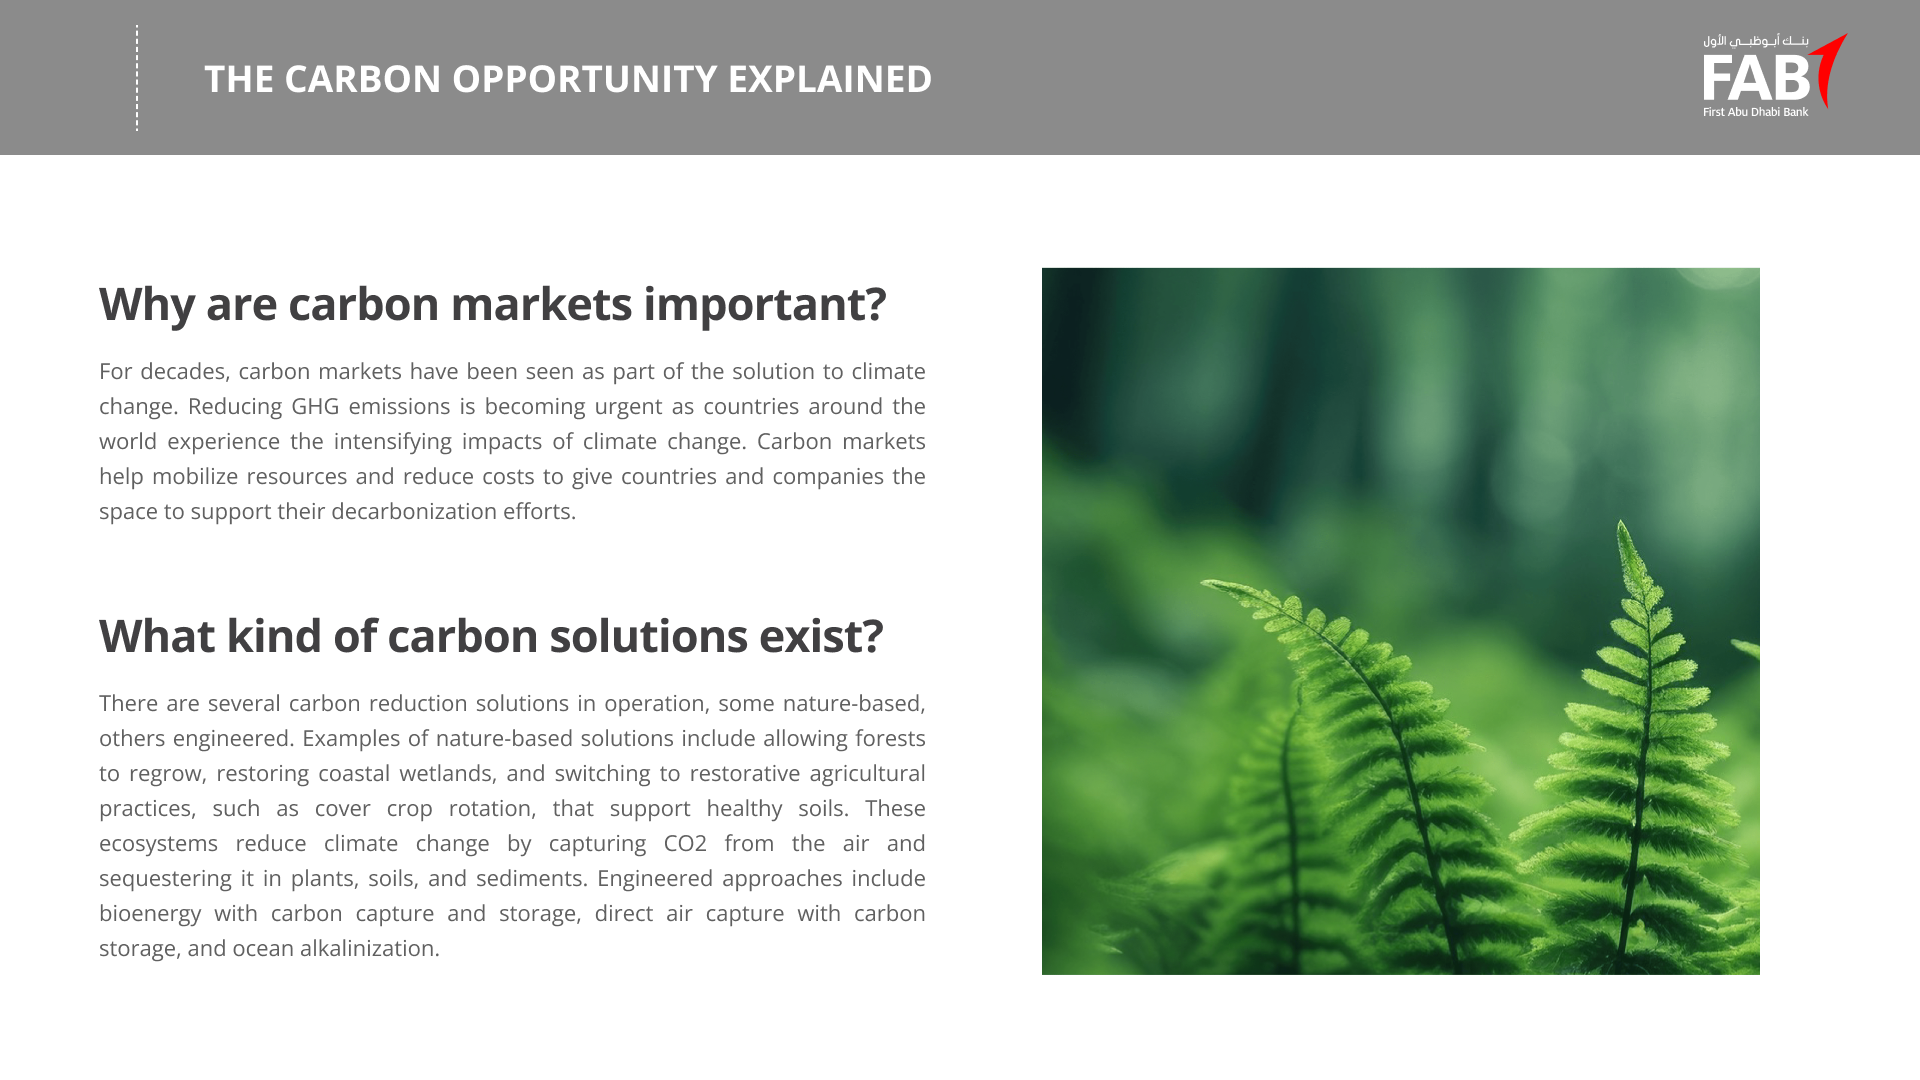 THE CARBON OPPORTUNITY EXPLAINED
بنك أبوظبي الأول
FAB
First Abu Dhabi Bank
Why are carbon markets important?
For decades, carbon markets have been seen as part of the solution to climate
change. Reducing GHG emissions is becoming urgent as countries around the
world experience the intensifying impacts of climate change. Carbon markets
help mobilize resources and reduce costs to give countries and companies the
space to support their decarbonization efforts.
What kind of carbon solutions exist?
There are several carbon reduction solutions in operation, some nature-based,
others engineered. Examples of nature-based solutions include allowing forests
to regrow, restoring coastal wetlands, and switching to restorative agricultural
practices, such as cover crop rotation, that support healthy soils. These
ecosystems reduce climate change by capturing CO2 from the air and
sequestering it in plants, soils, and sediments. Engineered approaches include
bioenergy with carbon capture and storage, direct air capture with carbon
storage, and ocean alkalinization.